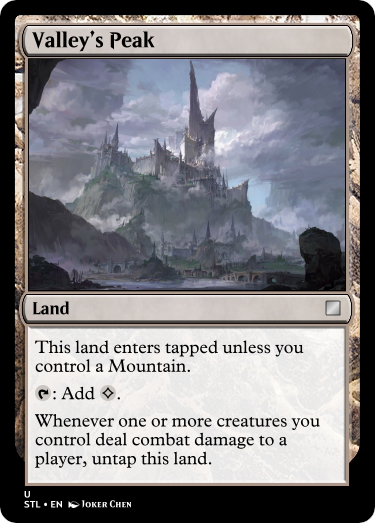 Valley's Peak
Land
This land enters tapped unless you
control a Mountain.
: Add .
Whenever one or more creatures you
control deal combat damage to a
player, untap this land.
U
STL • EN Joker Chen